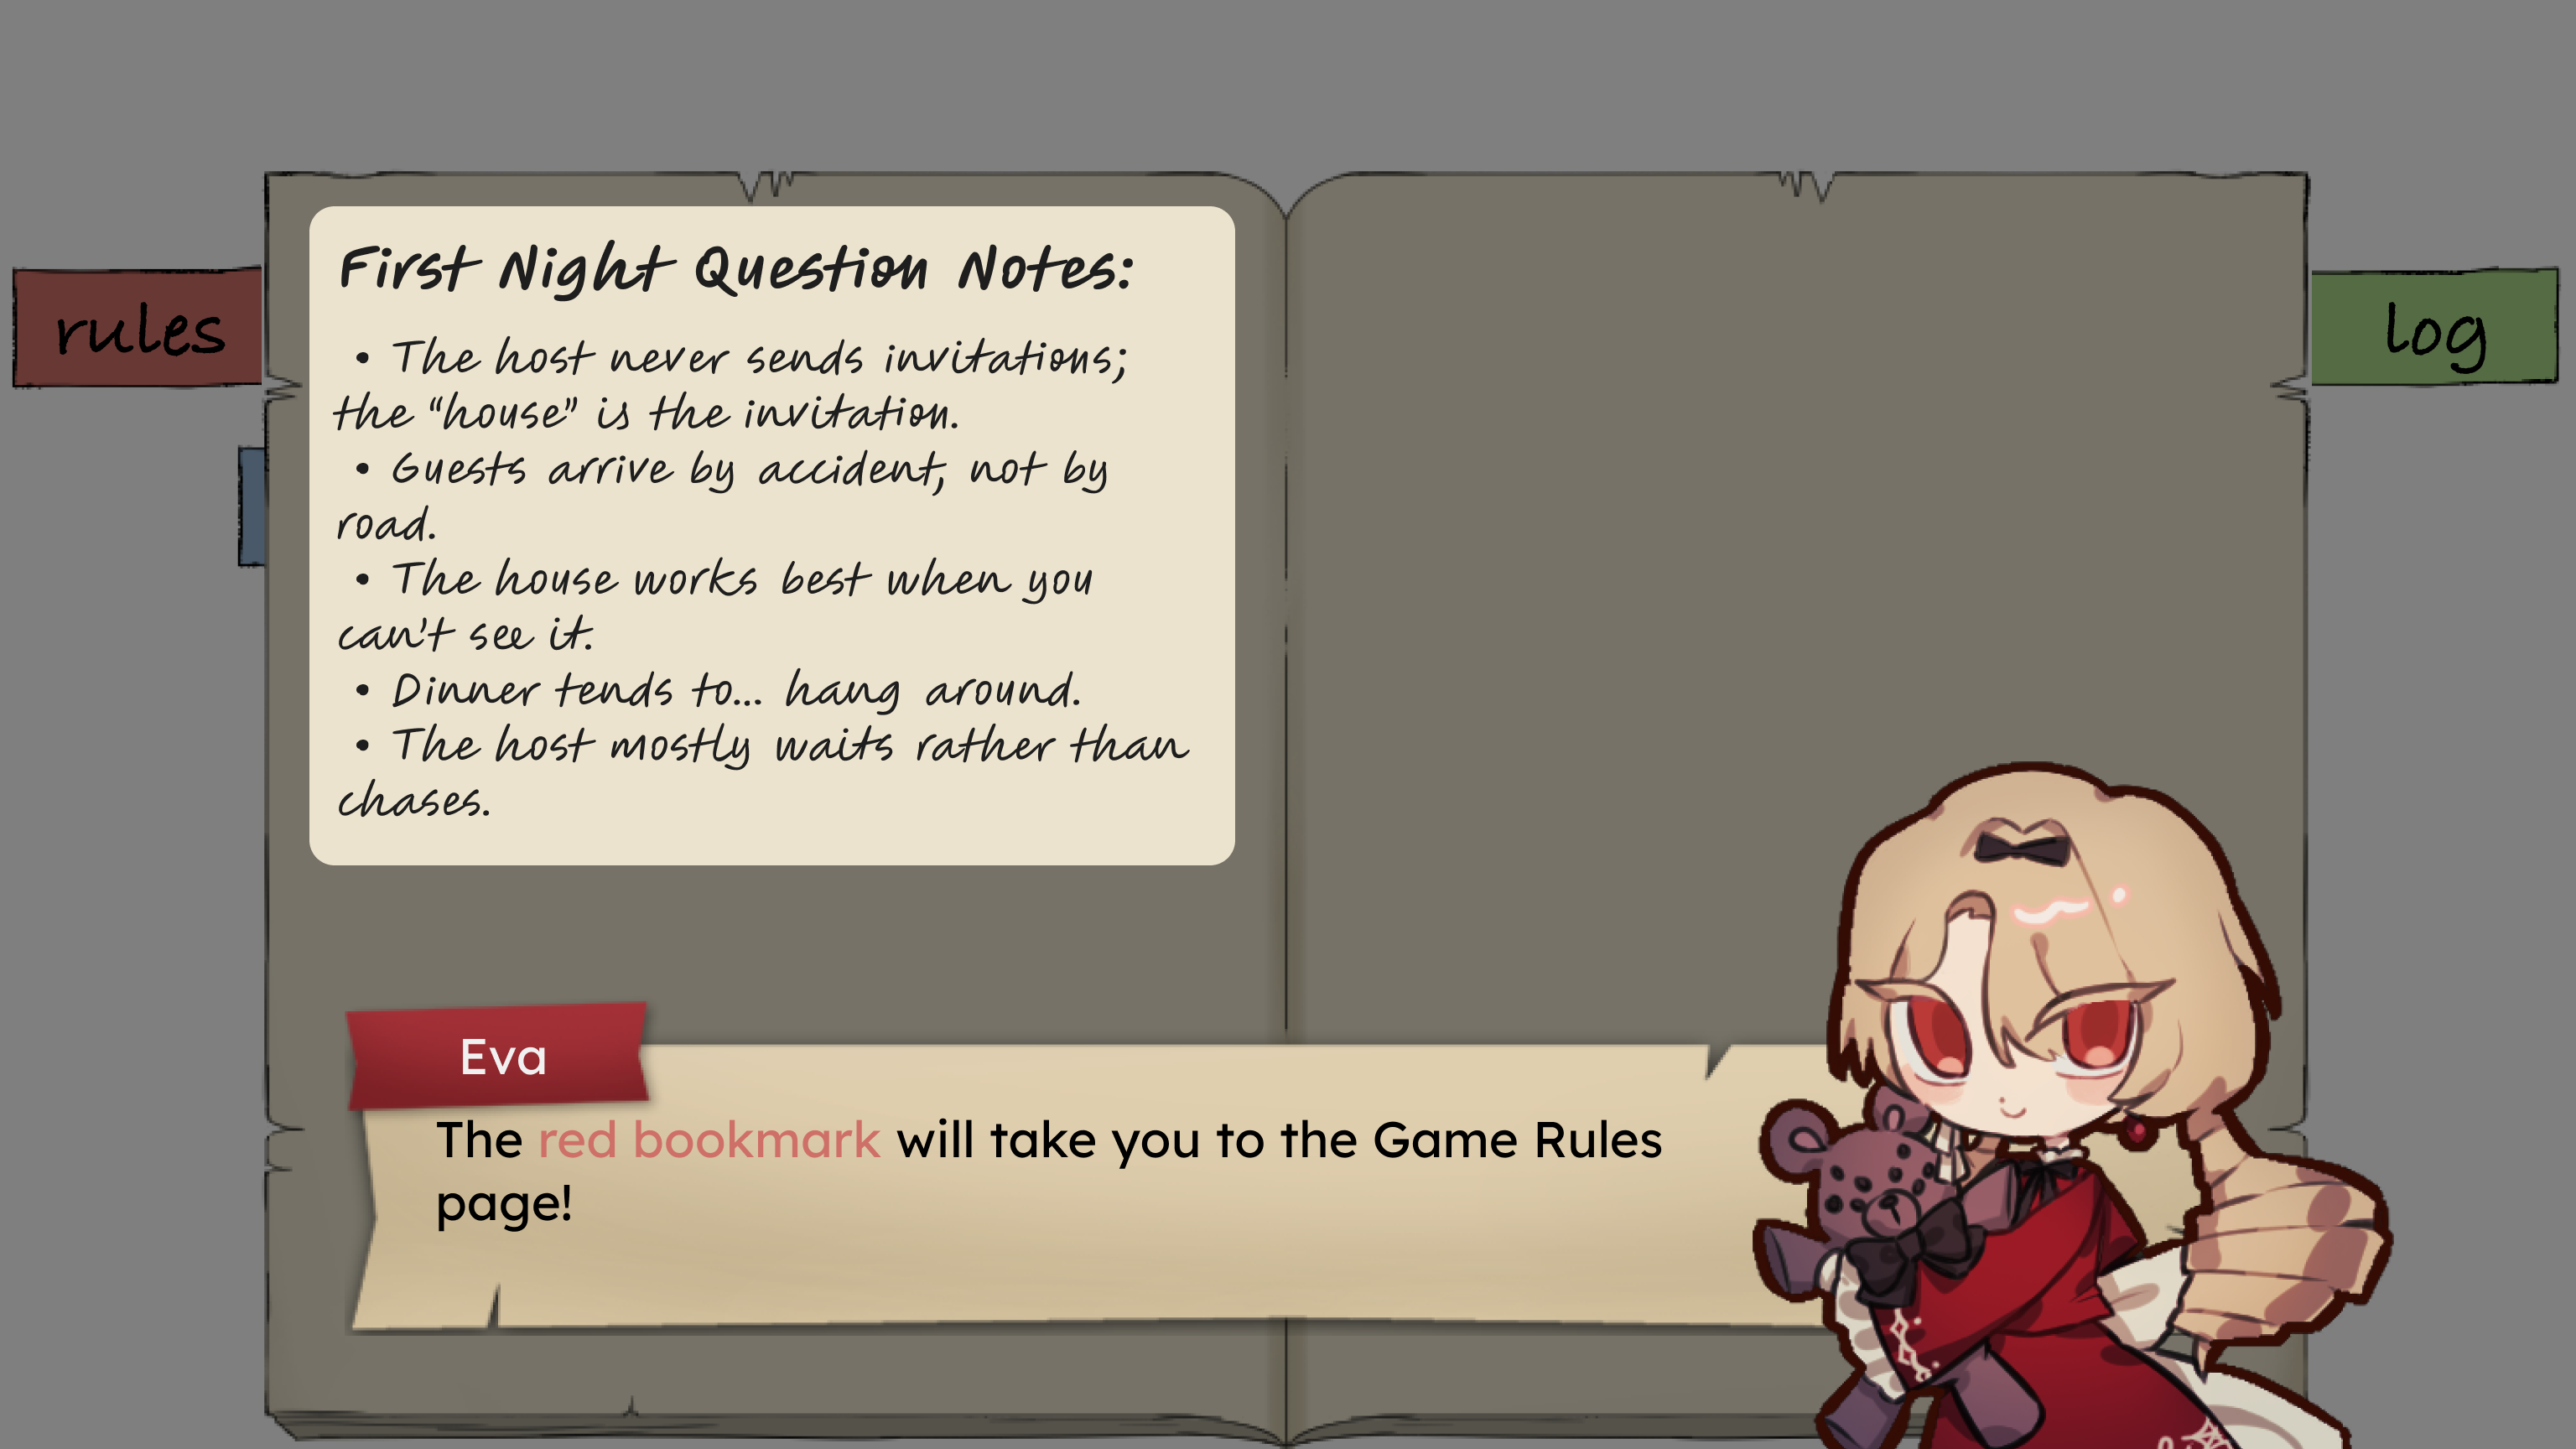 rules
log
First Night Question Notes:
• The host never sends invitations;
the “house” is the invitation.
• Guests arrive by accident, not by
road.
• The house works best when you
can't see it.
• Dinner tends to... hang around.
• The host mostly waits rather than
chases.
Eva
The red bookmark will take you to the Game Rules
page!